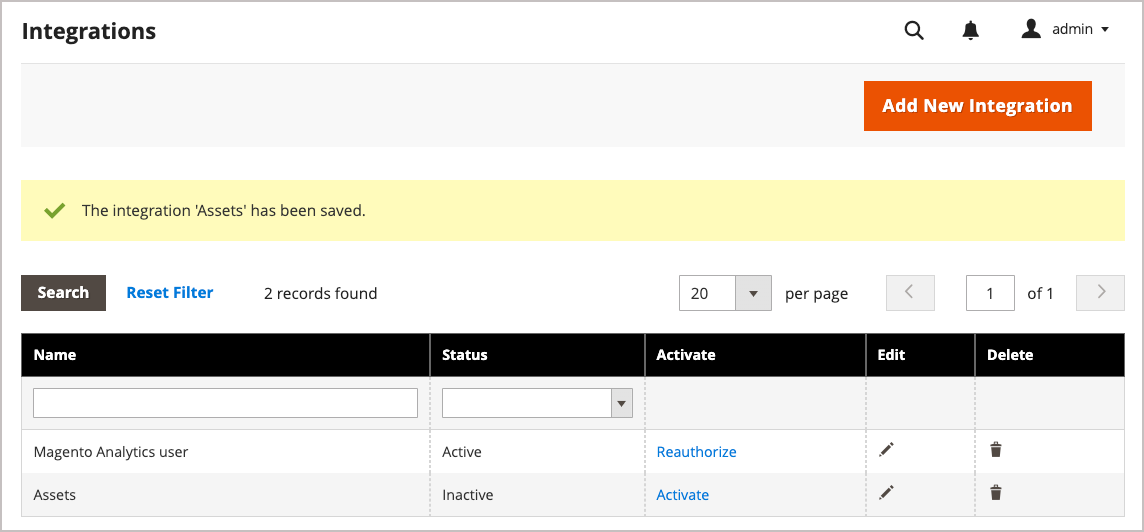 Integrations
admin
Add New Integration
The integration 'Assets' has been saved.
Search Reset Filter 2 records found 20 per page 1 of 1
Name Status Activate Edit Delete
Magento Analytics user Active Reauthorize
Assets Inactive Activate